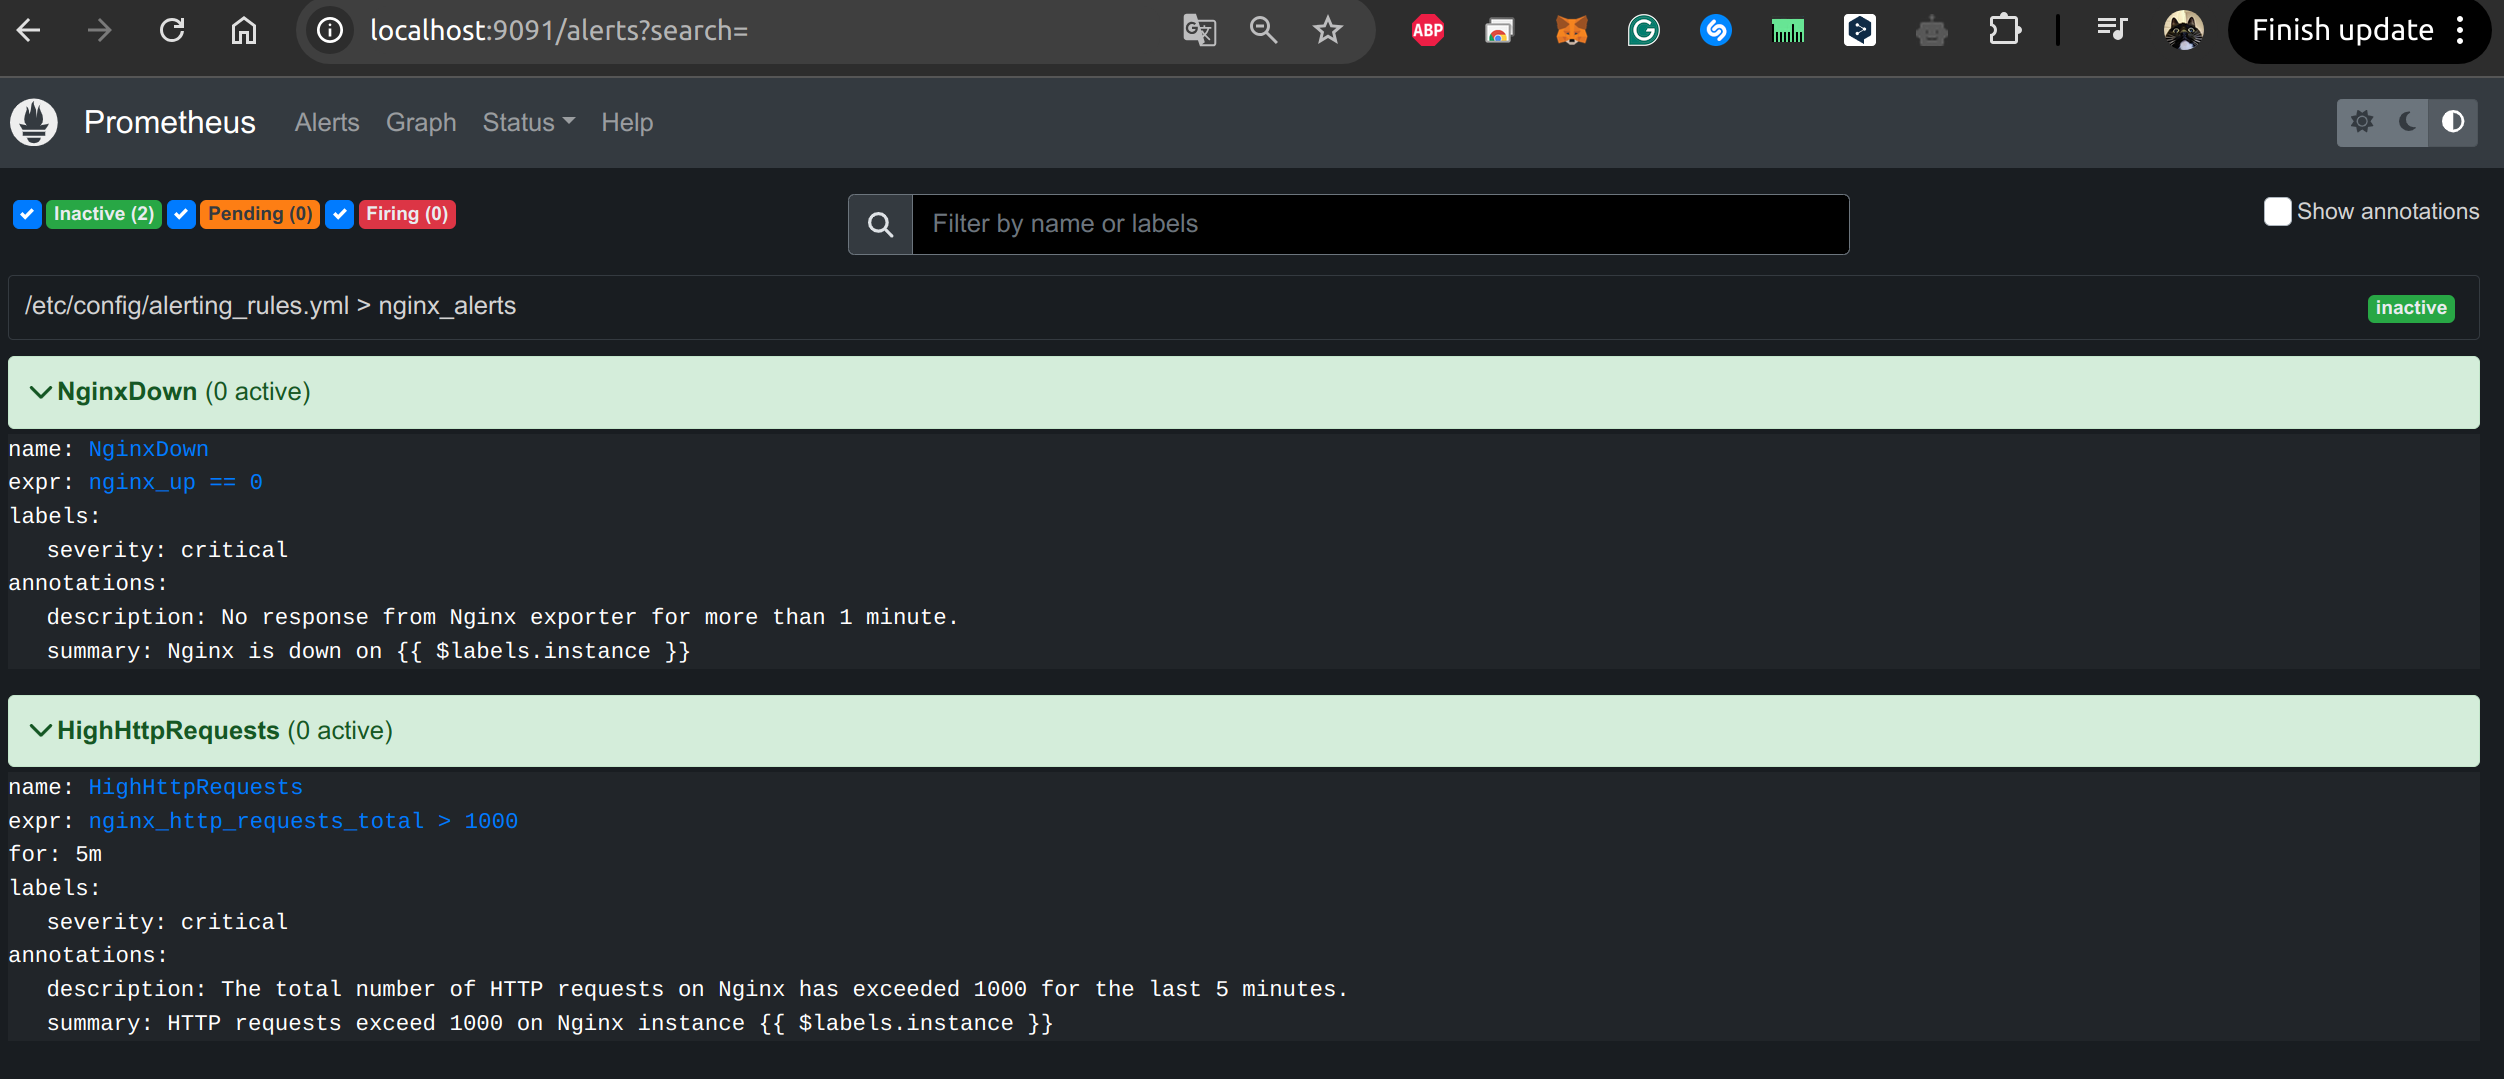 localhost:9091/alerts?search=
ABP
Finish update
Prometheus Alerts Graph Status Help
Inactive (2) Pending (0) Firing (0)
Filter by name or labels
Show annotations
/etc/config/alerting_rules.yml > nginx_alerts
inactive
NginxDown (0 active)
name: NginxDown
expr: nginx_up == 0
labels:
severity: critical
annotations:
description: No response from Nginx exporter for more than 1 minute.
summary: Nginx is down on {{ $labels.instance }}
HighHttpRequests (0 active)
name: HighHttpRequests
expr: nginx_http_requests_total > 1000
for: 5m
labels:
severity: critical
annotations:
description: The total number of HTTP requests on Nginx has exceeded 1000 for the last 5 minutes.
summary: HTTP requests exceed 1000 on Nginx instance {{ $labels.instance }}